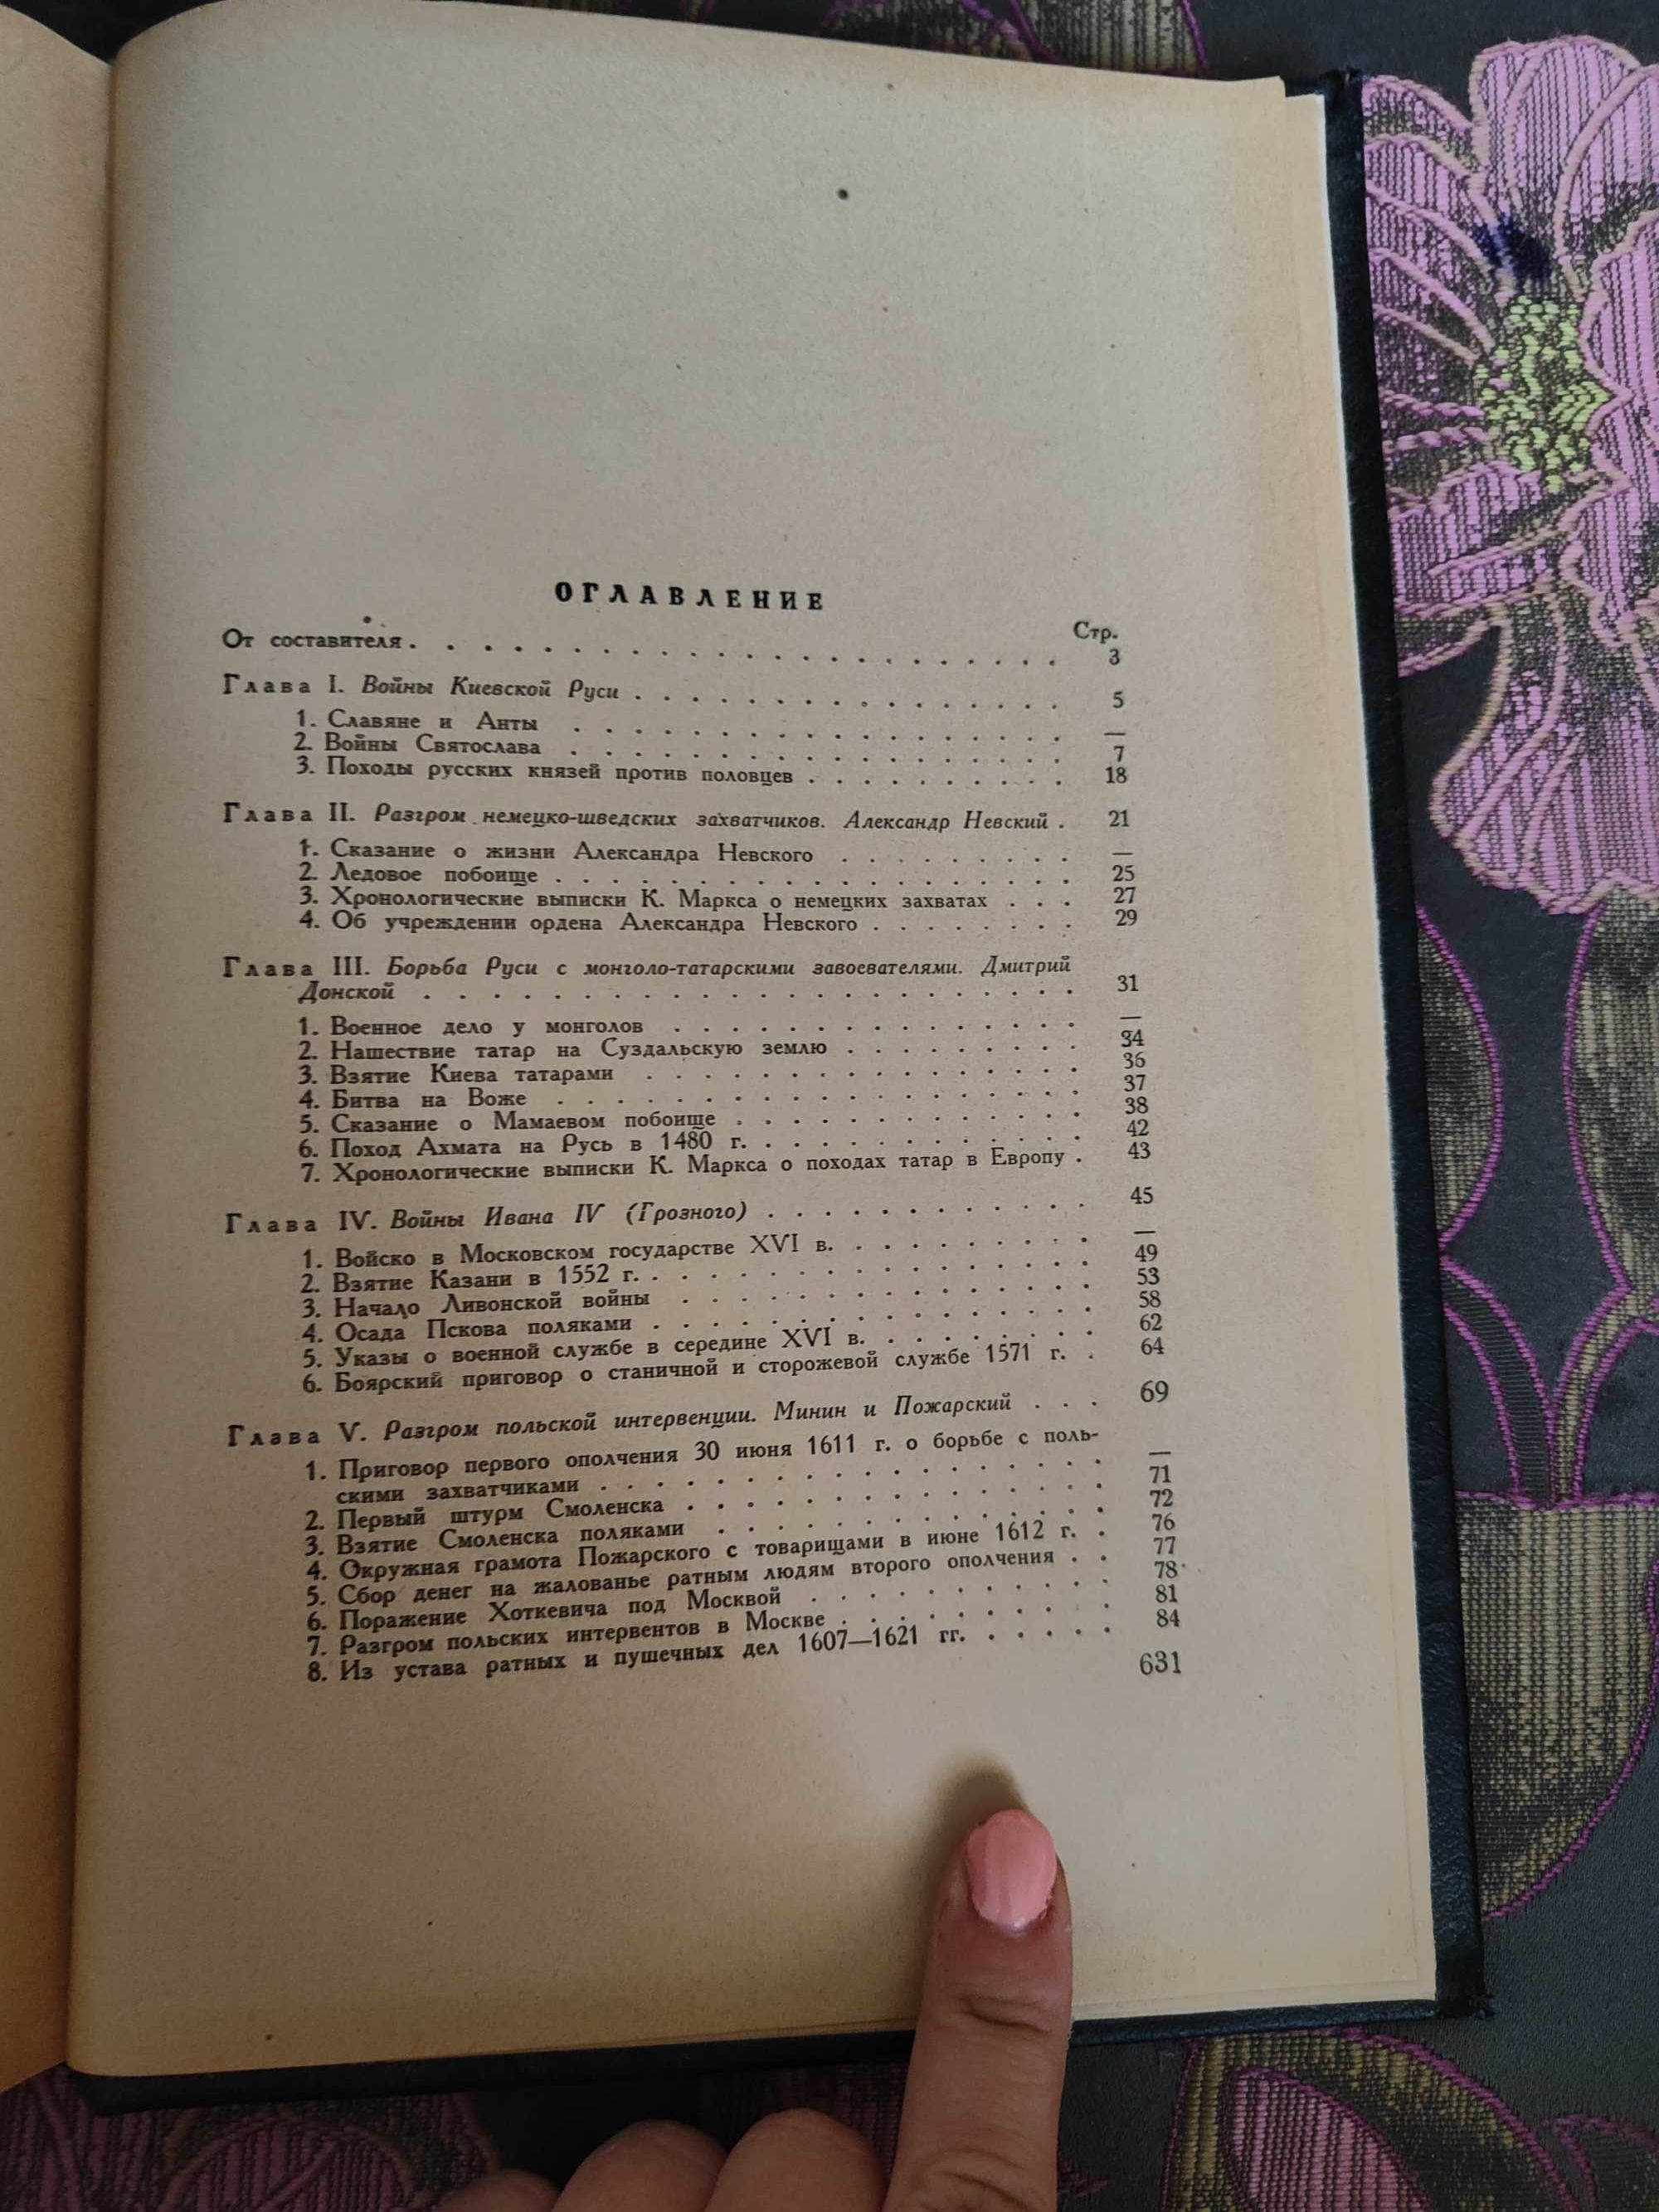 ОГЛАВЛЕНИЕ
Стр.
От составителя . . . . . . . . . . . . . . . . . . . . 3
Глава I. Войны Киевской Руси . . . . . . . . . . . . . . . 5
1. Славяне и Анты . . . . . . . . . . . . . . . . . —
2. Войны Святослава . . . . . . . . . . . . . . . . . 7
3. Походы русских князей против половцев . . . . . . . . . 18
Глава II. Разгром немецко-шведских захватчиков. Александр Невский . 21
1. Сказание о жизни Александра Невского . . . . . . . . —
2. Ледовое побоище . . . . . . . . . . . . . . . . . . 25
3. Хронологические выписки К. Маркса о немецких захватах . . . 27
4. Об учреждении ордена Александра Невского . . . . . . . 29
Глава III. Борьба Руси с монголо-татарскими завоевателями. Дмитрий
Донской . . . . . . . . . . . . . . . . . . . . . . 31
1. Военное дело у монголов . . . . . . . . . . . . . . —
2. Нашествие татар на Суздальскую землю . . . . . . . . 34
3. Взятие Киева татарами . . . . . . . . . . . . . . . 36
4. Битва на Воже . . . . . . . . . . . . . . . . . . 37
5. Сказание о Мамаевом побоище . . . . . . . . . . . . 38
6. Поход Ахмата на Русь в 1480 г. . . . . . . . . . . . 42
7. Хронологические выписки К. Маркса о походах татар в Европу . 43
Глава IV. Войны Ивана IV (Грозного) . . . . . . . . . . . 45
1. Войско в Московском государстве XVI в. . . . . . . . . —
2. Взятие Казани в 1552 г. . . . . . . . . . . . . . . . 49
3. Начало Ливонской войны . . . . . . . . . . . . . . 53
4. Осада Пскова поляками . . . . . . . . . . . . . . . 58
5. Указы о военной службе в середине XVI в. . . . . . . . 62
6. Боярский приговор о станичной и сторожевой службе 1571 г. . 64
Глава V. Разгром польской интервенции. Минин и Пожарский . . . 69
1. Приговор первого ополчения 30 июня 1611 г. о борьбе с поль-
скими захватчиками . . . . . . . . . . . . . . . . . —
2. Первый штурм Смоленска . . . . . . . . . . . . . . 71
3. Взятие Смоленска поляками . . . . . . . . . . . . . 72
4. Окружная грамота Пожарского с товарищами в июне 1612 г. . 76
5. Сбор денег на жалованье ратным людям второго ополчения . . 77
6. Поражение Хоткевича под Москвой . . . . . . . . . . 78
7. Разгром польских интервентов в Москве . . . . . . . . . 81
8. Из устава ратных и пушечных дел 1607—1621 гг. . . . . . 84
631